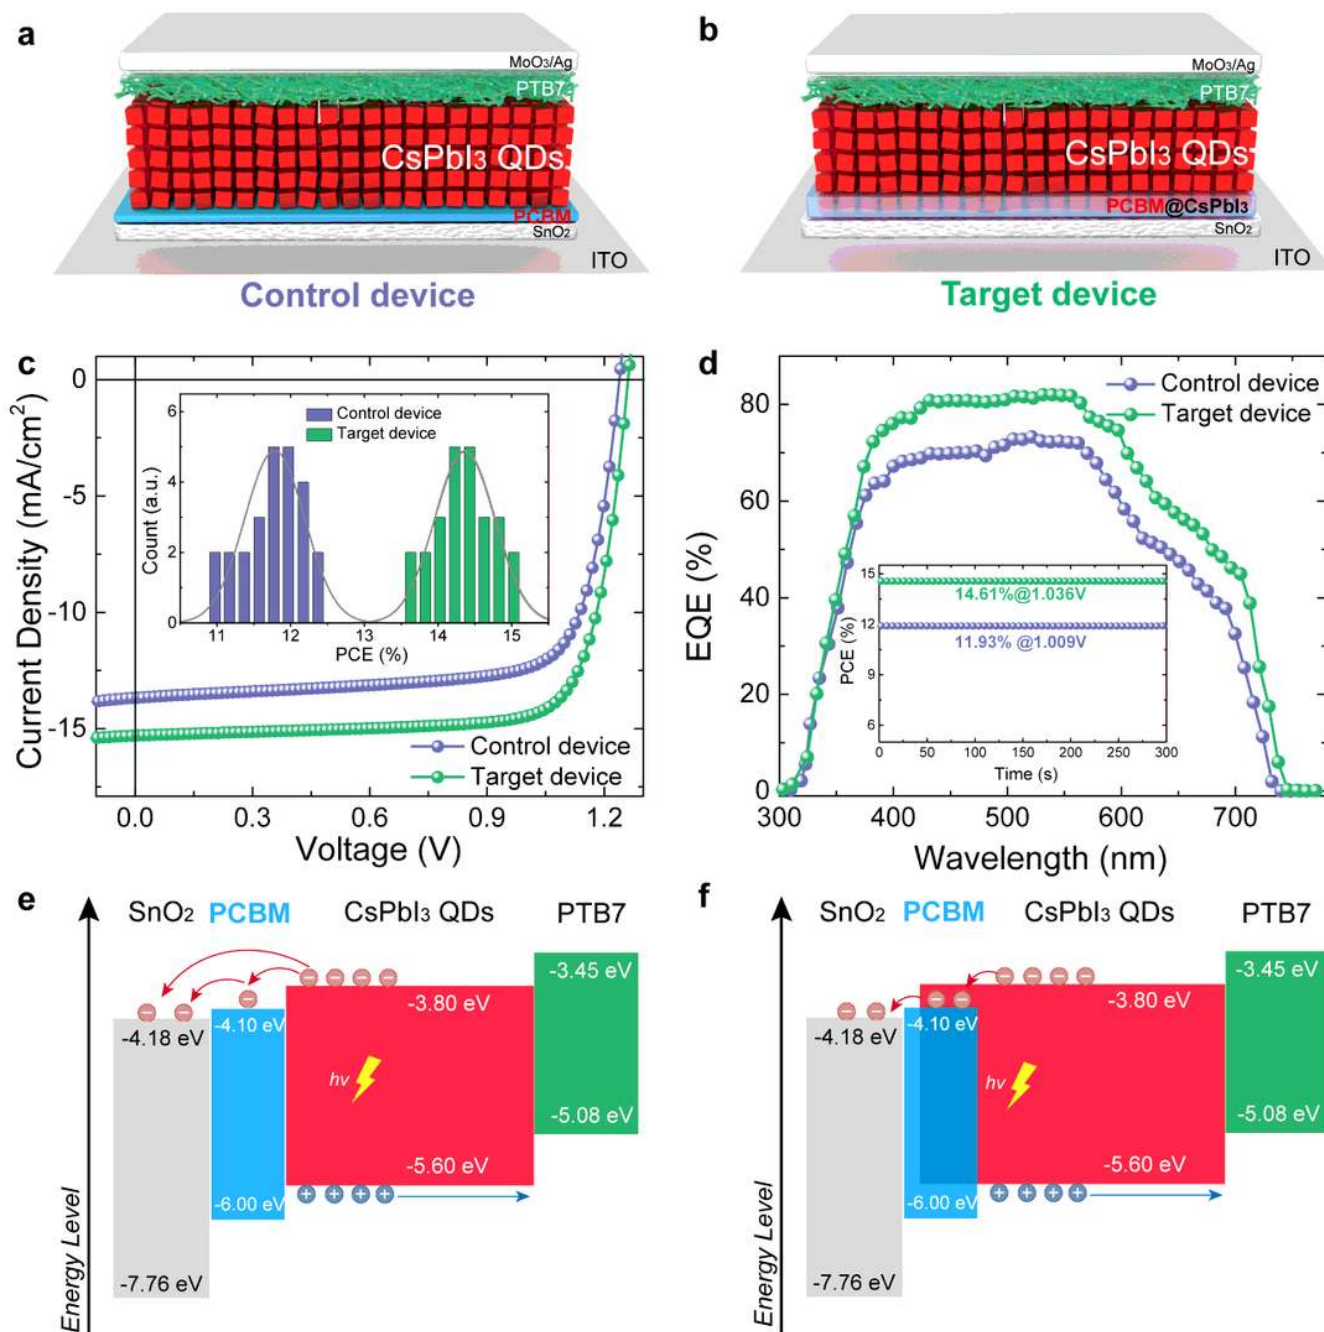 a
MoO₃/Ag
PTB7
CsPbI₃ QDs
PCBM
SnO₂
ITO
Control device
b
MoO₃/Ag
PTB7
CsPbI₃ QDs
PCBM@CsPbI₃
SnO₂
ITO
Target device
c
Current Density (mA/cm²)
0
-5
-10
-15
0.0 0.3 0.6 0.9 1.2
Voltage (V)
Control device
Target device
Count (a.u.)
6
4
2
0
11 12 13 14 15
PCE (%)
Control device
Target device
d
EQE (%)
80
60
40
20
0
300 400 500 600 700
Wavelength (nm)
Control device
Target device
PCE (%)
15
12
9
6
0 50 100 150 200 250 300
Time (s)
14.61%@1.036V
11.93% @1.009V
e
Energy Level
SnO₂ PCBM CsPbI₃ QDs PTB7
-3.45 eV
-3.80 eV
-4.10 eV
-4.18 eV
hv
-5.08 eV
-5.60 eV
-6.00 eV
-7.76 eV
f
Energy Level
SnO₂ PCBM CsPbI₃ QDs PTB7
-3.45 eV
-3.80 eV
-4.10 eV
-4.18 eV
hv
-5.08 eV
-5.60 eV
-6.00 eV
-7.76 eV